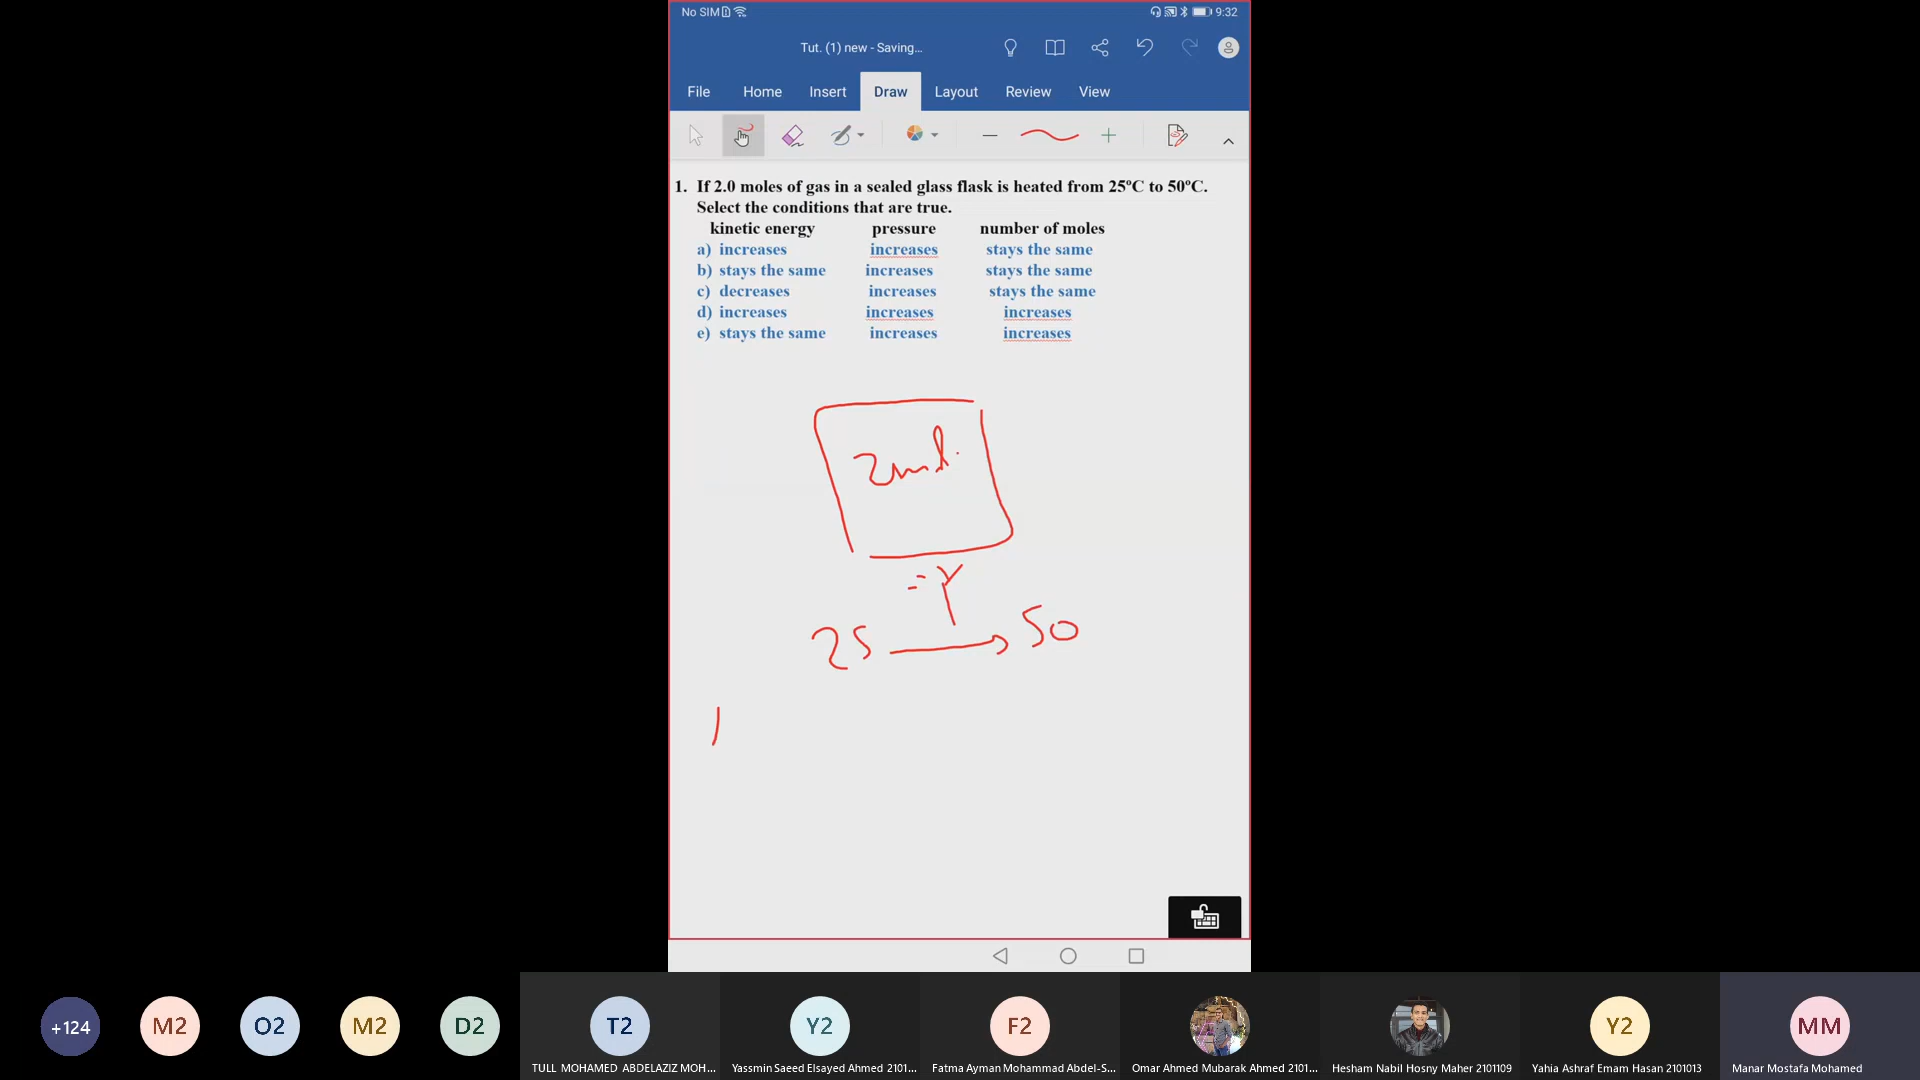 No SIM
9:32
Tut. (1) new - Saving...
File Home Insert Draw Layout Review View
1. If 2.0 moles of gas in a sealed glass flask is heated from 25ºC to 50ºC.
Select the conditions that are true.
kinetic energy pressure number of moles
a) increases increases stays the same
b) stays the same increases stays the same
c) decreases increases stays the same
d) increases increases increases
e) stays the same increases increases
25 50
+124
M2
O2
M2
D2
T2
Y2
F2
Y2
MM
TULL MOHAMED ABDELAZIZ MOH...
Yassmin Saeed Elsayed Ahmed 2101...
Fatma Ayman Mohammad Abdel-S...
Omar Ahmed Mubarak Ahmed 2101...
Hesham Nabil Hosny Maher 2101109
Yahia Ashraf Emam Hasan 2101013
Manar Mostafa Mohamed